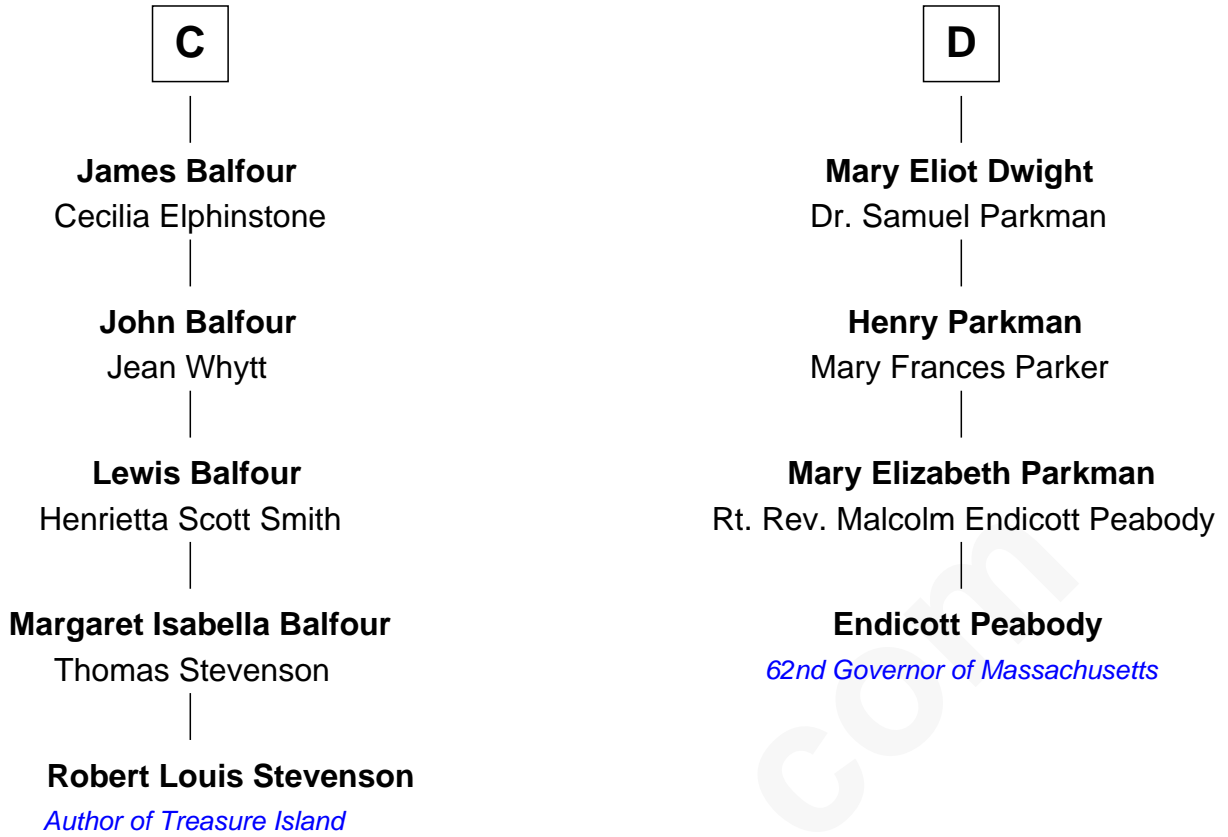 C
James Balfour
Cecilia Elphinstone
John Balfour
Jean Whytt
Lewis Balfour
Henrietta Scott Smith
Margaret Isabella Balfour
Thomas Stevenson
Robert Louis Stevenson
Author of Treasure Island
D
Mary Eliot Dwight
Dr. Samuel Parkman
Henry Parkman
Mary Frances Parker
Mary Elizabeth Parkman
Rt. Rev. Malcolm Endicott Peabody
Endicott Peabody
62nd Governor of Massachusetts
com